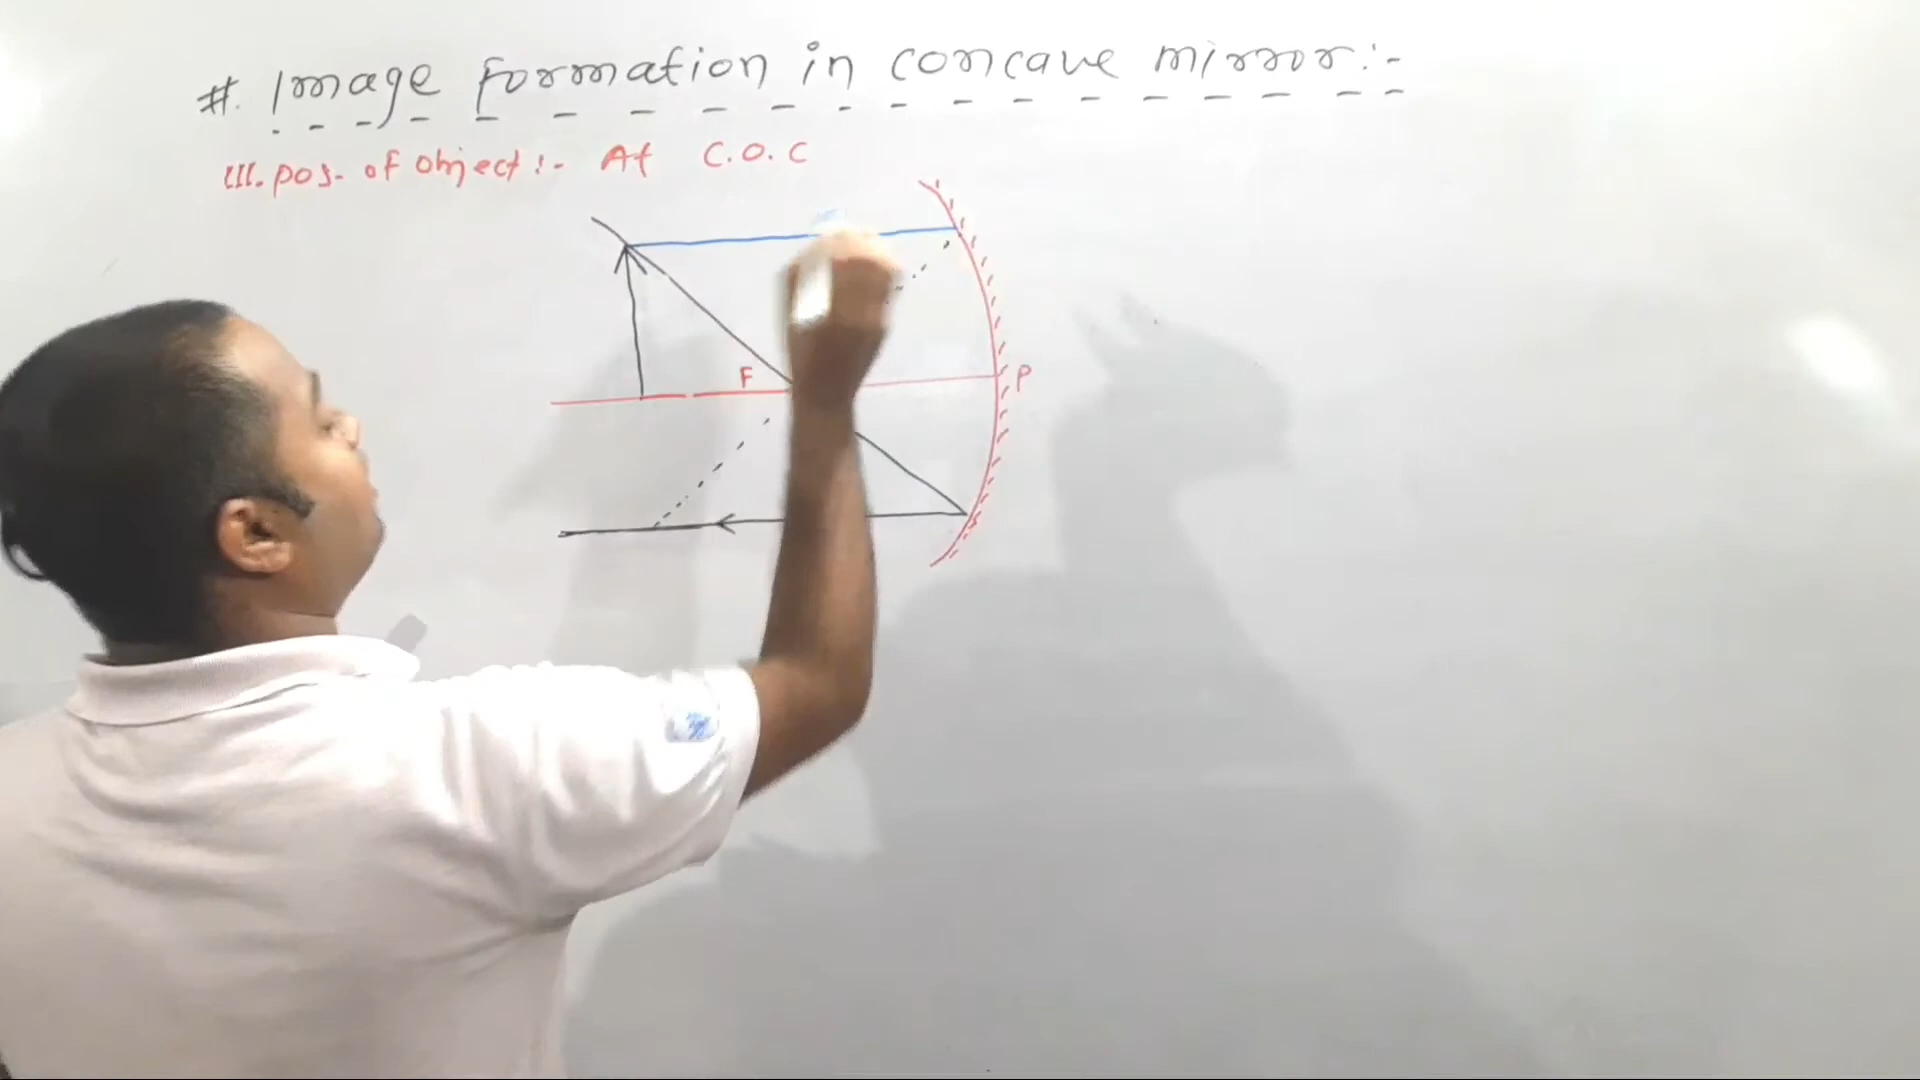 #. Image formation in concave mirror:-
III. pos. of object:- At C.O.C
F
P